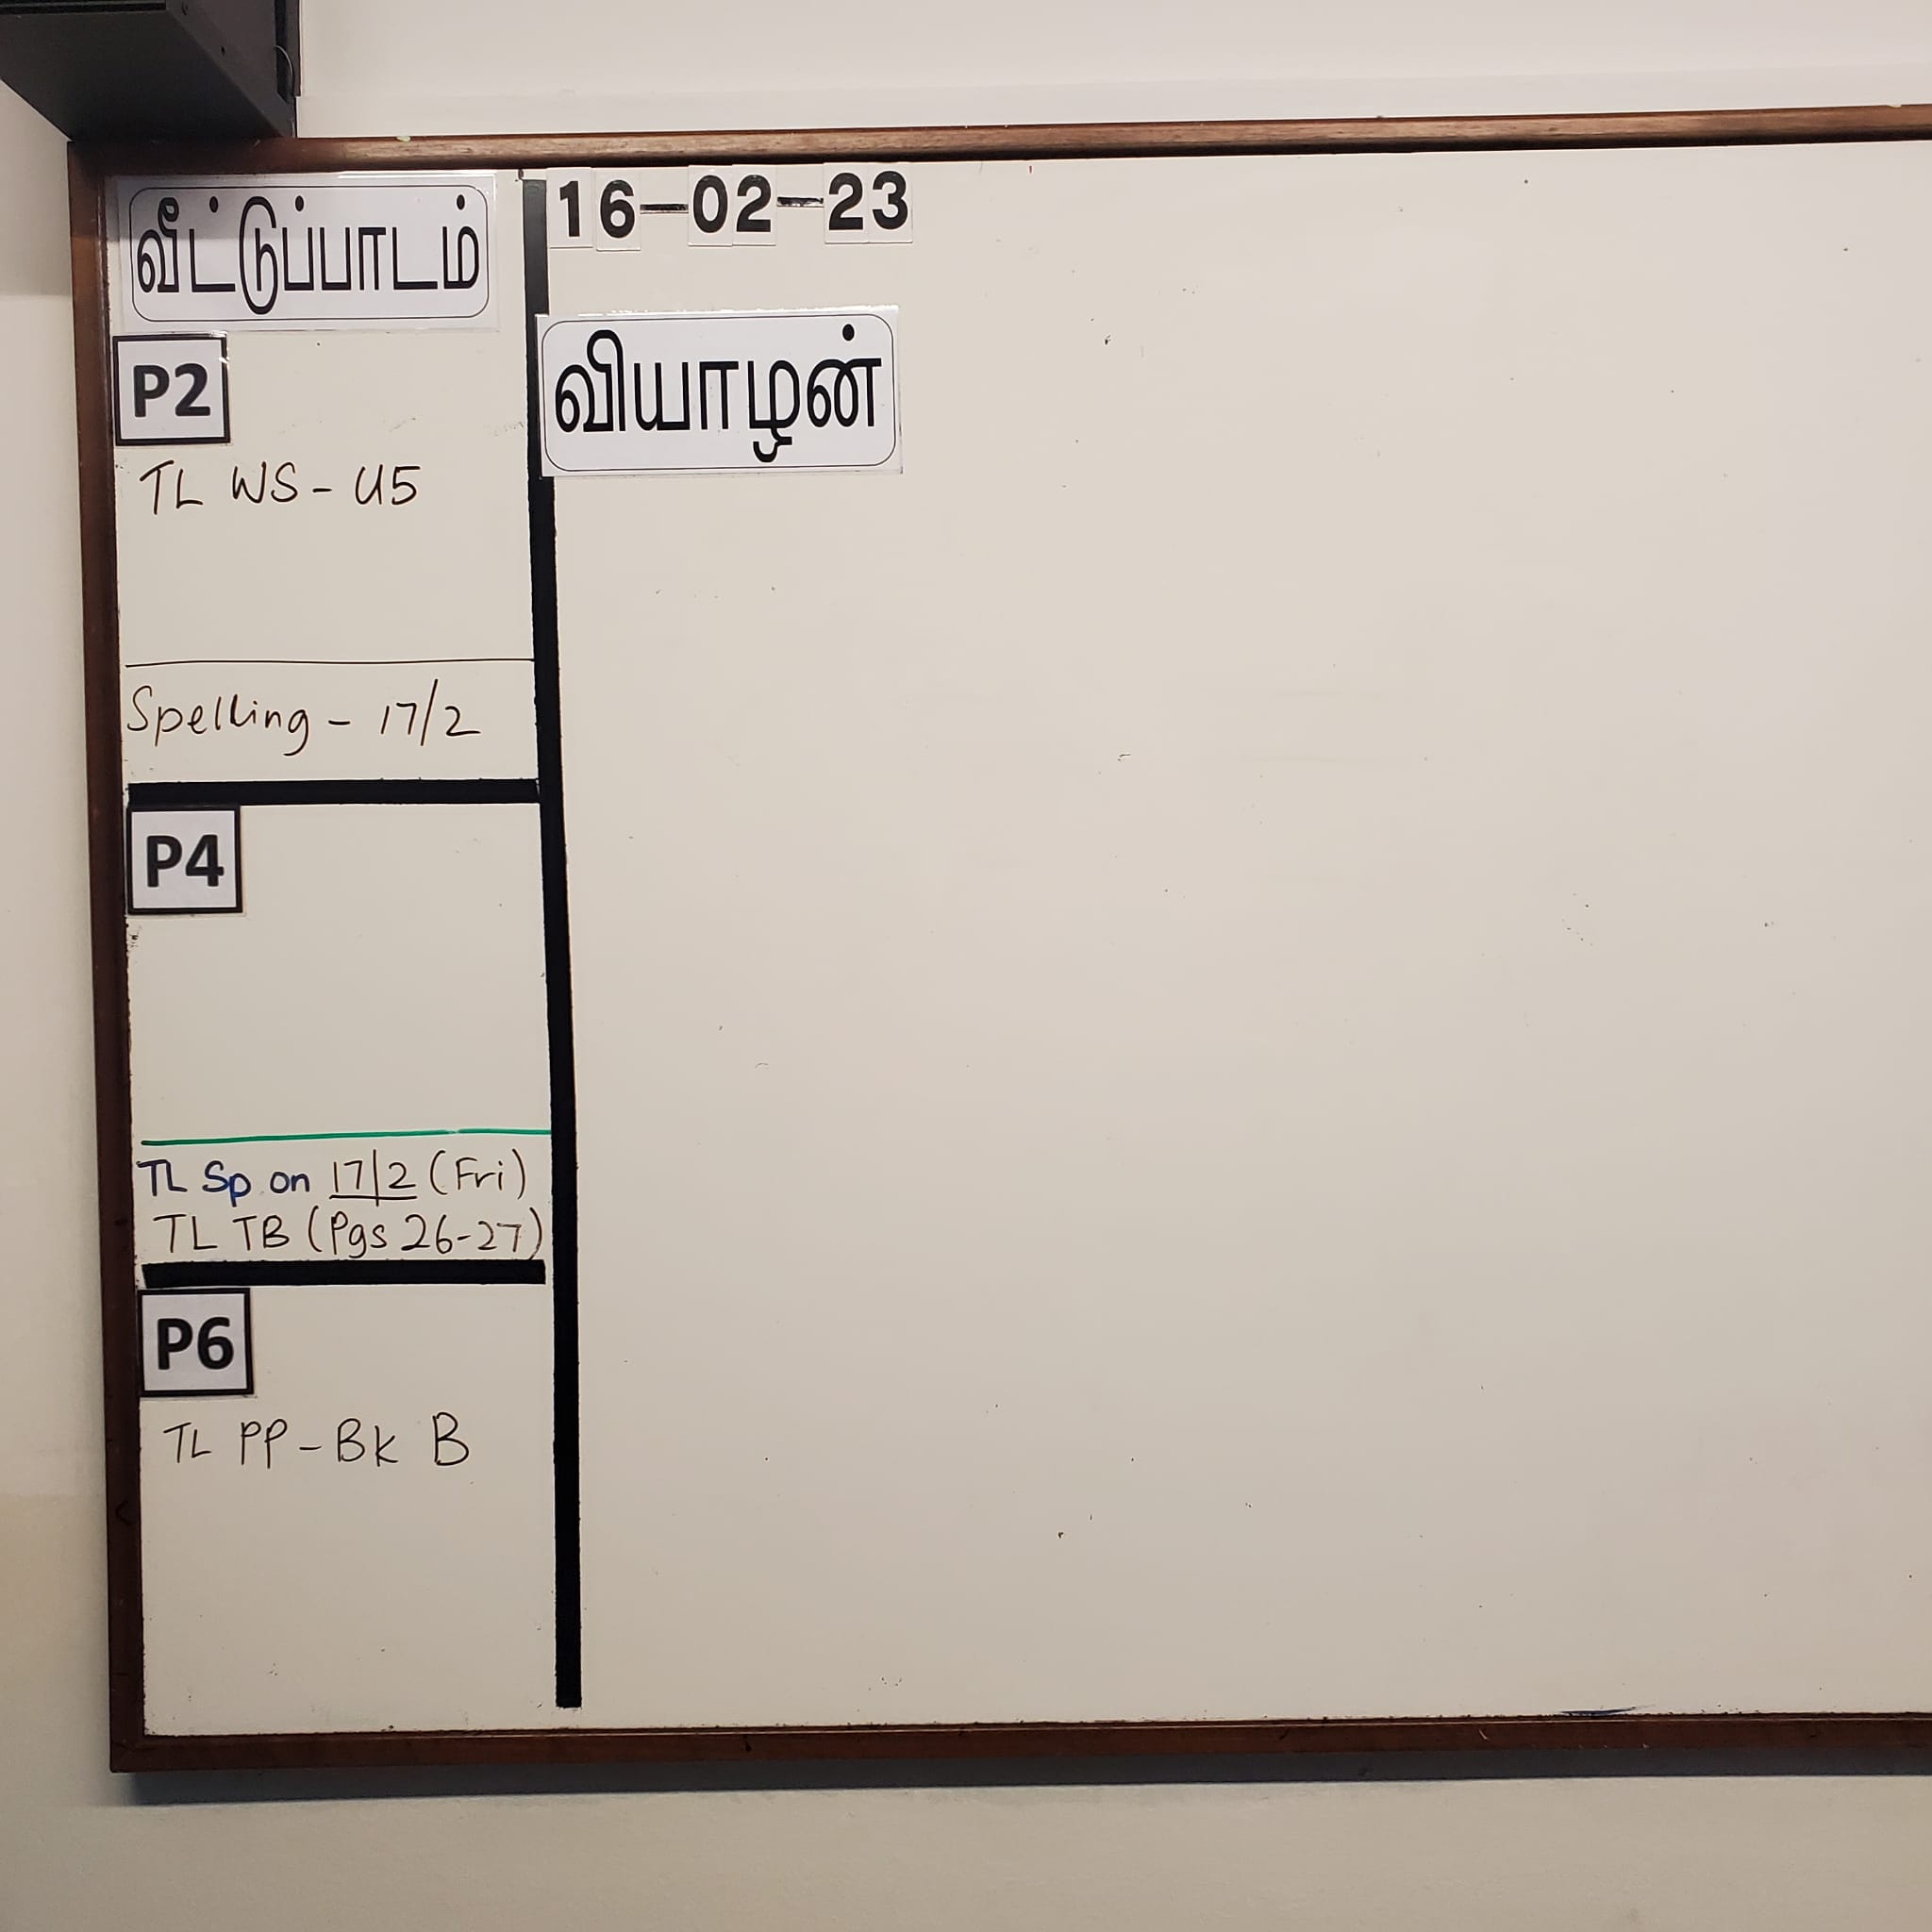 வீட்டுப்பாடம்
16-02-23
வியாழன்
P2
TL WS - U5
Spelling - 17/2
P4
TL Sp on 17/2 (Fri)
TL TB (Pgs 26-27)
P6
TL PP - Bk B